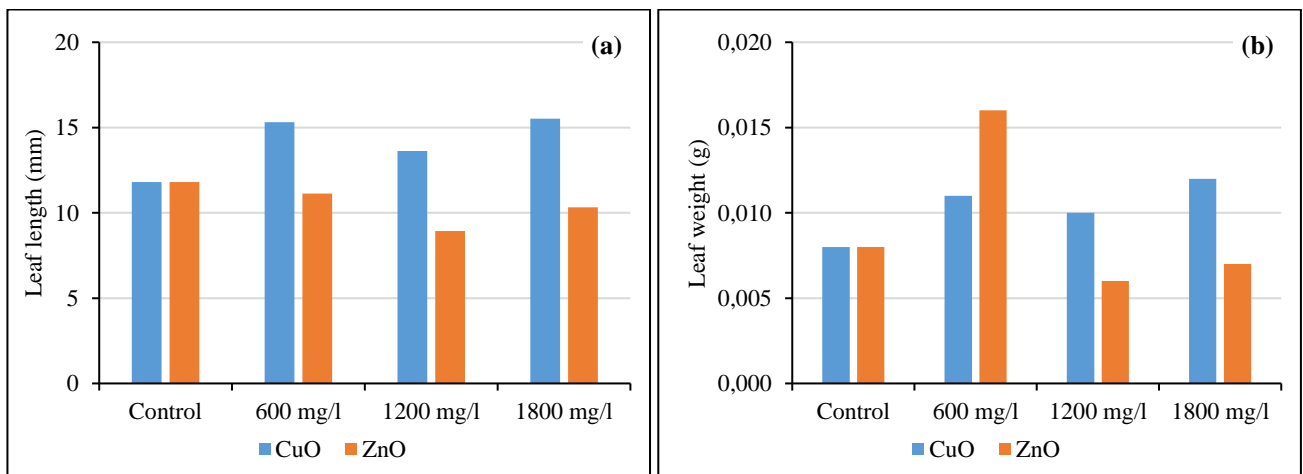 (a)
Leaf length (mm)
20
15
10
5
0
Control 600 mg/l 1200 mg/l 1800 mg/l
CuO ZnO
(b)
Leaf weight (g)
0,020
0,015
0,010
0,005
0,000
Control 600 mg/l 1200 mg/l 1800 mg/l
CuO ZnO